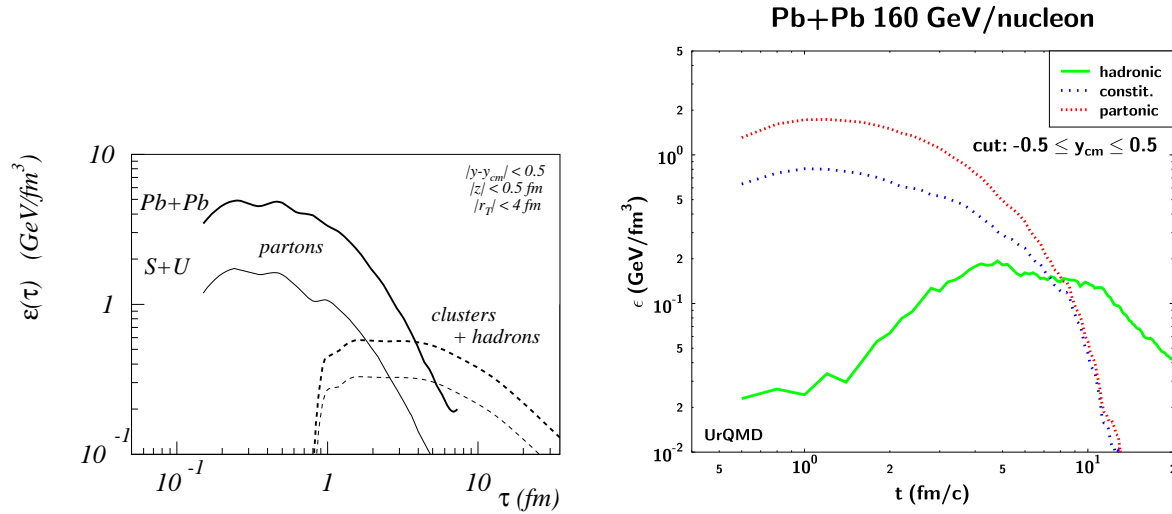 10
1
10⁻¹
ε(τ) (GeV/fm³)
Pb+Pb
S+U
partons
clusters
+ hadrons
|y-y_cm| < 0.5
|z| < 0.5 fm
|r_T| < 4 fm
10⁻¹
1
10
τ (fm)
Pb+Pb 160 GeV/nucleon
5
2
10⁰
5
2
10⁻¹
5
2
10⁻²
ϵ (GeV/fm³)
hadronic
constit.
partonic
cut: -0.5 ≤ y_cm ≤ 0.5
UrQMD
5
10⁰
2
5
10¹
2
t (fm/c)